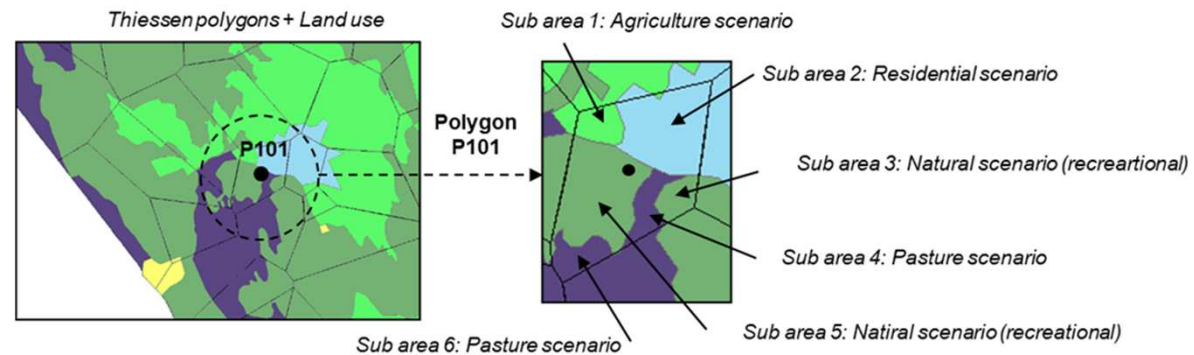 Thiessen polygons + Land use
Sub area 1: Agriculture scenario
Sub area 2: Residential scenario
P101
Polygon
P101
Sub area 3: Natural scenario (recreartional)
Sub area 4: Pasture scenario
Sub area 5: Natiral scenario (recreational)
Sub area 6: Pasture scenario